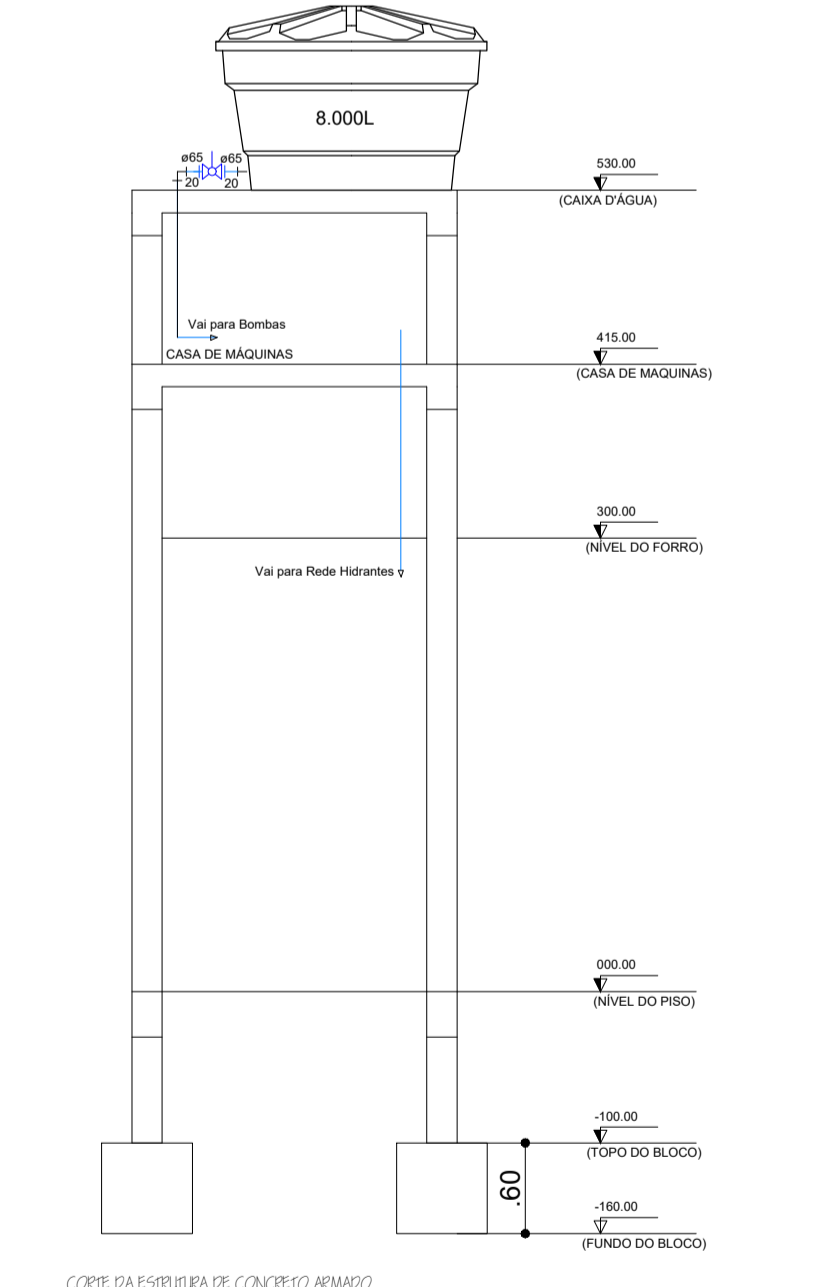 8.000L
ø65 ø65
20 20
530.00
(CAIXA D'ÁGUA)
Vai para Bombas
CASA DE MÁQUINAS
415.00
(CASA DE MAQUINAS)
300.00
(NÍVEL DO FORRO)
Vai para Rede Hidrantes
000.00
(NÍVEL DO PISO)
-100.00
(TOPO DO BLOCO)
.60
-160.00
(FUNDO DO BLOCO)
CORTE DA ESTRUTURA DE CONCRETO ARMADO